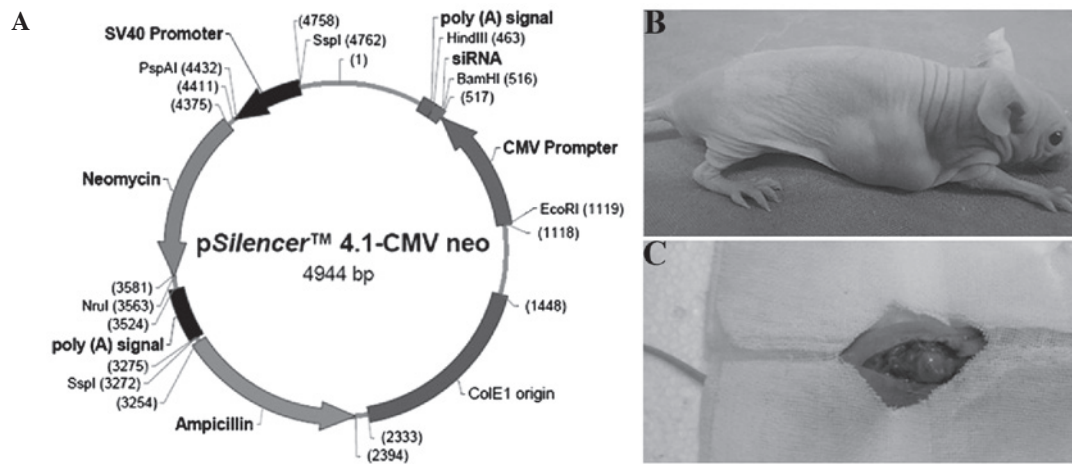 A
SV40 Promoter
(4758)
SspI (4762)
(1)
poly (A) signal
HindIII (463)
siRNA
BamHI (516)
(517)
PspAI (4432)
(4411)
(4375)
CMV Prompter
Neomycin
EcoRI (1119)
(1118)
pSilencer™ 4.1-CMV neo
4944 bp
(3581)
NruI (3563)
(3524)
(1448)
poly (A) signal
(3275)
SspI (3272)
(3254)
ColE1 origin
Ampicillin
(2333)
(2394)
B
C